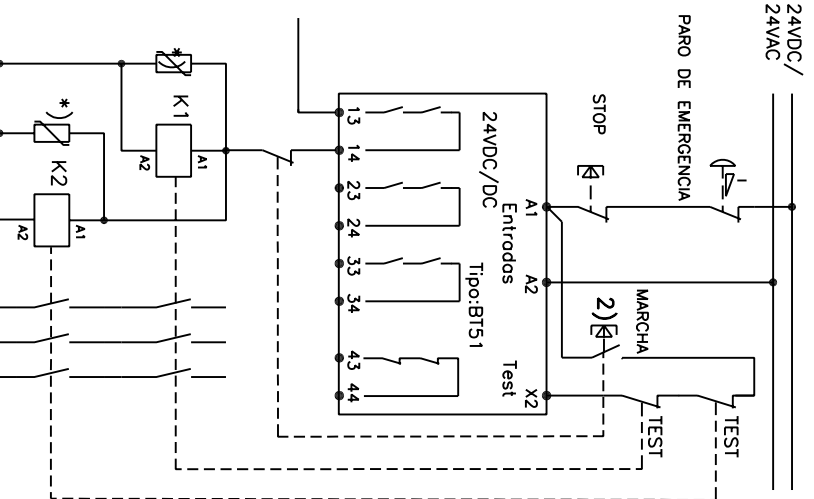 24VDC/
24VAC
PARO DE EMERGENCIA
STOP
A1
A2
X2
Entradas
Test
24VDC/DC
Tipo:BT51
13
14
23
24
33
34
43
44
2)
MARCHA
TEST
TEST
*
K1
A1
A2
*)
K2
A1
A2